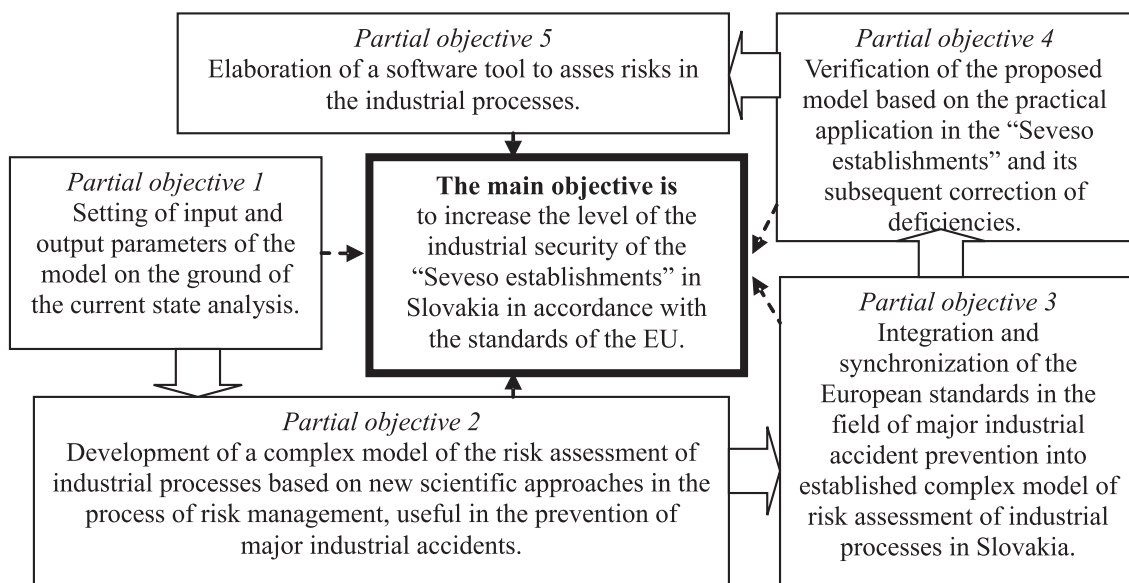 Partial objective 5
Elaboration of a software tool to asses risks in
the industrial processes.
Partial objective 4
Verification of the proposed
model based on the practical
application in the “Seveso
establishments” and its
subsequent correction of
deficiencies.
Partial objective 1
Setting of input and
output parameters of the
model on the ground of
the current state analysis.
The main objective is
to increase the level of the
industrial security of the
“Seveso establishments” in
Slovakia in accordance with
the standards of the EU.
Partial objective 2
Development of a complex model of the risk assessment of
industrial processes based on new scientific approaches in the
process of risk management, useful in the prevention of
major industrial accidents.
Partial objective 3
Integration and
synchronization of the
European standards in the
field of major industrial
accident prevention into
established complex model of
risk assessment of industrial
processes in Slovakia.